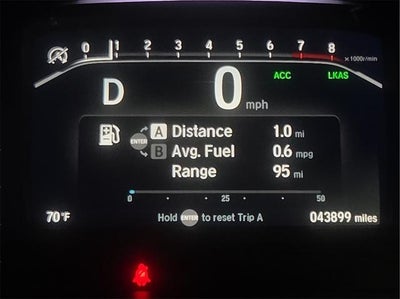 0 1 2 3 4 5 6 7 8 x1000r/min
ACC LKAS
D 0 mph
A Distance 1.0 mi
ENTER
B Avg. Fuel 0.6 mpg
Range 95 mi
0 25 50
70°F Hold ENTER to reset Trip A 043899 miles